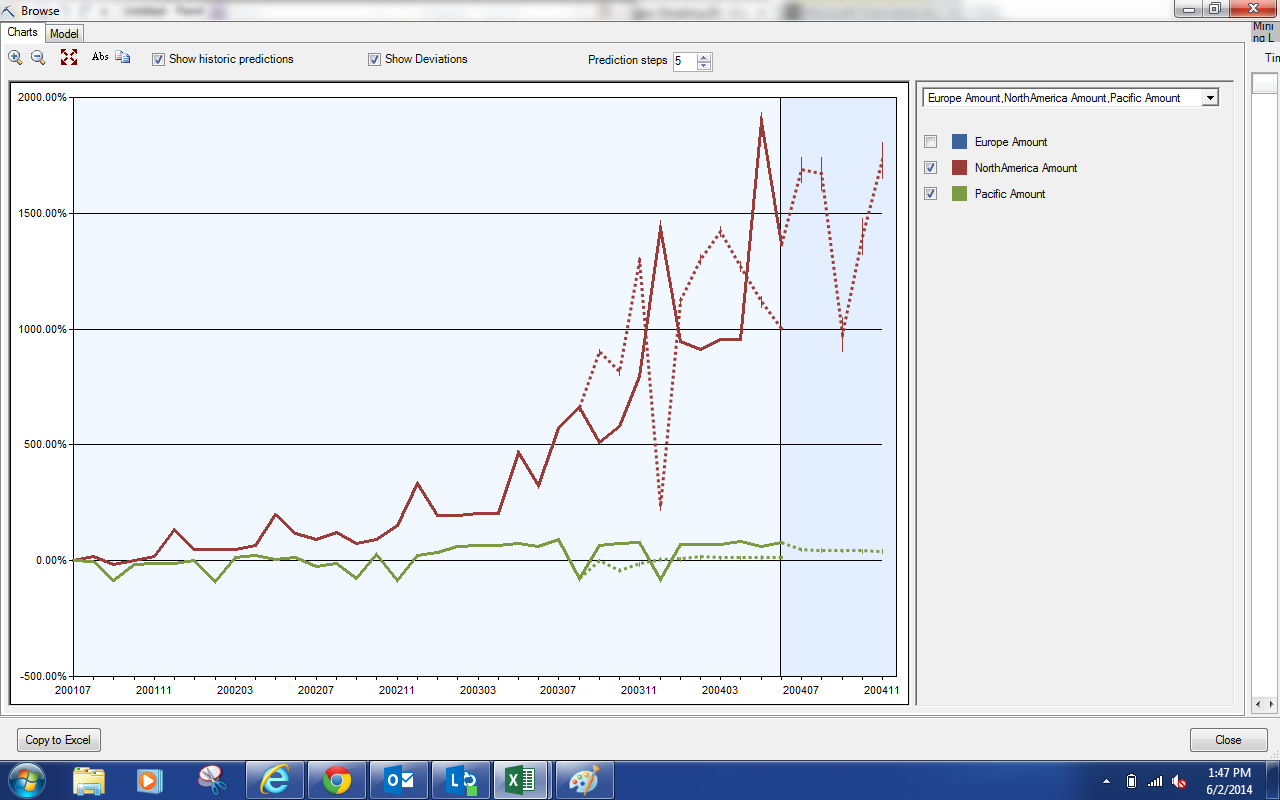 Browse
Charts
Model
Mini
ng L
Abs
Show historic predictions
Show Deviations
Prediction steps
5
Tin
2000.00%
1500.00%
1000.00%
500.00%
0.00%
-500.00%
200107
200111
200203
200207
200211
200303
200307
200311
200403
200407
200411
Europe Amount,NorthAmerica Amount,Pacific Amount
Europe Amount
NorthAmerica Amount
Pacific Amount
Copy to Excel
Close
1:47 PM
6/2/2014